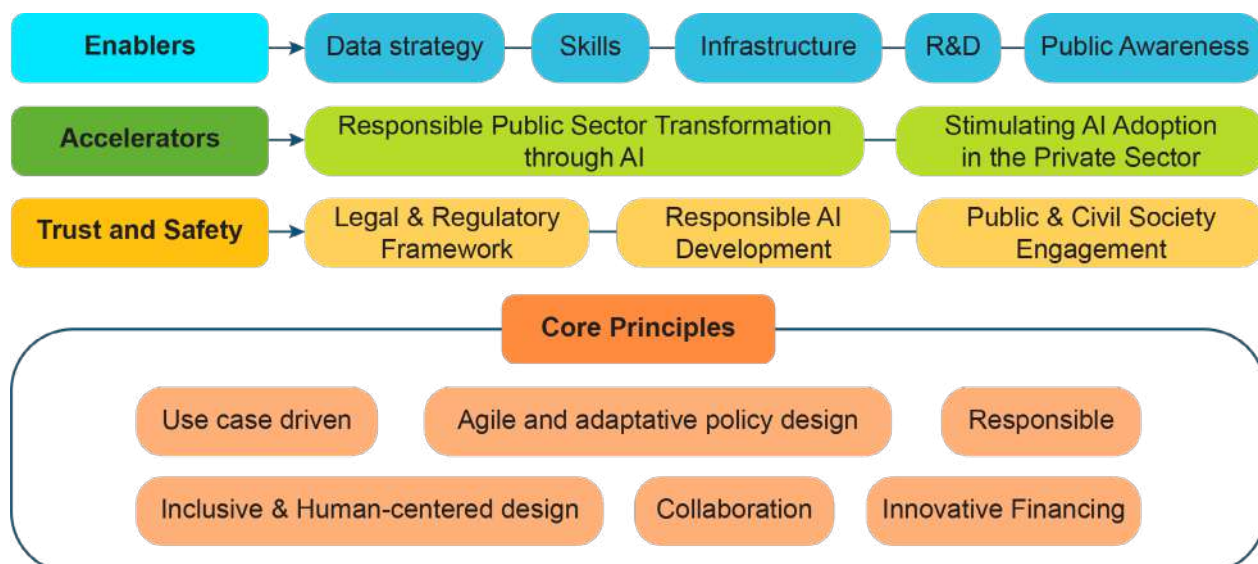 Enablers
Data strategy
Skills
Infrastructure
R&D
Public Awareness
Accelerators
Responsible Public Sector Transformation
through AI
Stimulating AI Adoption
in the Private Sector
Trust and Safety
Legal & Regulatory
Framework
Responsible AI
Development
Public & Civil Society
Engagement
Core Principles
Use case driven
Agile and adaptative policy design
Responsible
Inclusive & Human-centered design
Collaboration
Innovative Financing